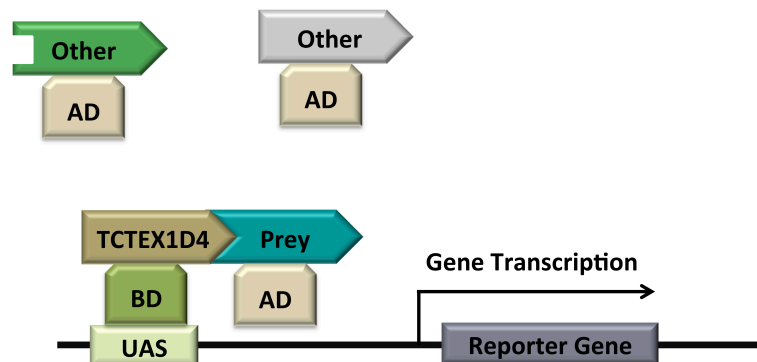 Other
Other
AD
AD
TCTEX1D4
Prey
Gene Transcription
BD
AD
UAS
Reporter Gene